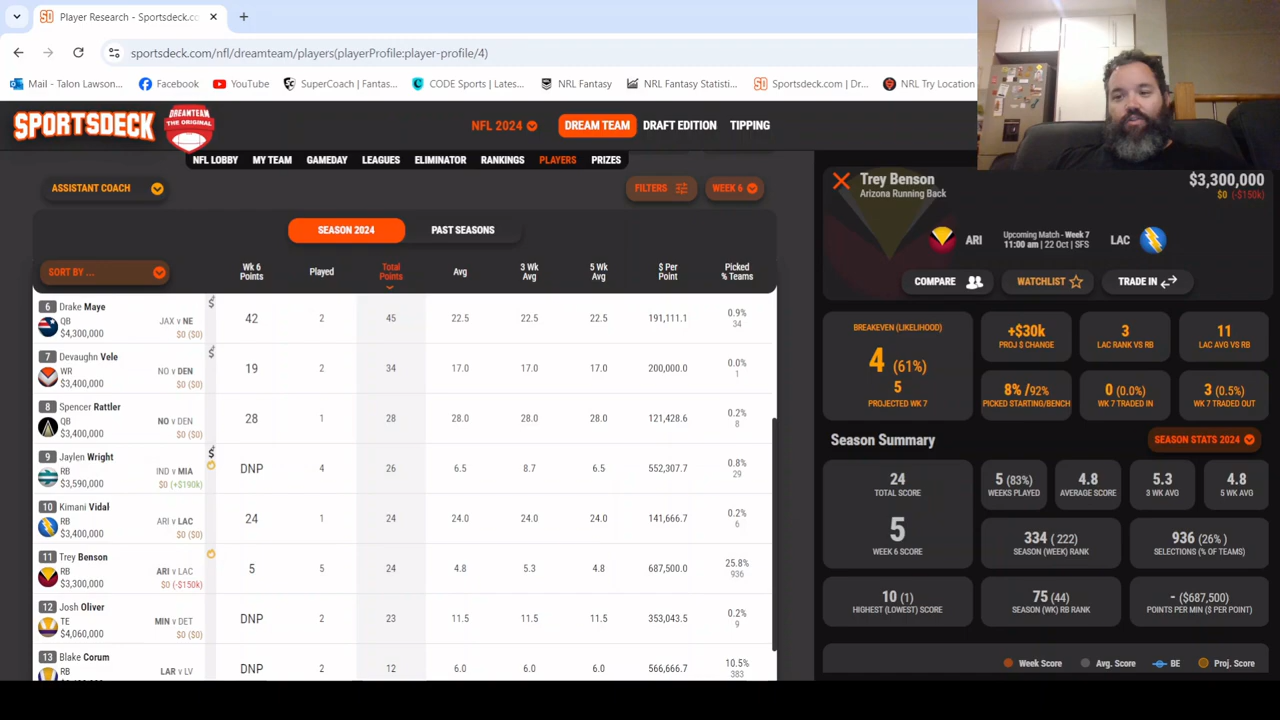 Player Research - Sportsdeck.cc
sportsdeck.com/nfl/dreamteam/players(playerProfile:player-profile/4)
Mail - Talon Lawson... Facebook YouTube SuperCoach | Fantas... CODE Sports | Lates... NRL Fantasy NRL Fantasy Statisti... Sportsdeck.com | Dr... NRL Try Location
SPORTSDECK DREAMTEAM THE ORIGINAL NFL 2024 DREAM TEAM DRAFT EDITION TIPPING
NFL LOBBY MY TEAM GAMEDAY LEAGUES ELIMINATOR RANKINGS PLAYERS PRIZES
ASSISTANT COACH FILTERS WEEK 6
SEASON 2024 PAST SEASONS
SORT BY ... Wk 6 Points Played Total Points Avg 3 Wk Avg 5 Wk Avg $ Per Point Picked % Teams
6 Drake Maye
QB JAX v NE 42 2 45 22.5 22.5 22.5 191,111.1 0.9% 34
$4,300,000 $0 ($0)
7 Devaughn Vele
WR NO v DEN 19 2 34 17.0 17.0 17.0 200,000.0 0.0% 1
$3,400,000 $0 ($0)
8 Spencer Rattler
QB NO v DEN 28 1 28 28.0 28.0 28.0 121,428.6 0.2% 8
$3,400,000 $0 ($0)
9 Jaylen Wright
RB IND v MIA DNP 4 26 6.5 8.7 6.5 552,307.7 0.8% 29
$3,590,000 $0 (+$190k)
10 Kimani Vidal
RB ARI v LAC 24 1 24 24.0 24.0 24.0 141,666.7 0.2% 6
$3,400,000 $0 ($0)
11 Trey Benson
RB ARI v LAC 5 5 24 4.8 5.3 4.8 687,500.0 25.8% 936
$3,300,000 $0 (-$150k)
12 Josh Oliver
TE MIN v DET DNP 2 23 11.5 11.5 11.5 353,043.5 0.2% 9
$4,060,000 $0 ($0)
13 Blake Corum
RB LAR v LV DNP 2 12 6.0 6.0 6.0 566,666.7 10.5% 383
Trey Benson $3,300,000
Arizona Running Back $0 (-$150k)
ARI Upcoming Match - Week 7 LAC
11:00 am | 22 Oct | SFS
COMPARE WATCHLIST TRADE IN
BREAKEVEN (LIKELIHOOD)
4 (61%)
5
PROJECTED WK 7
+$30k
PROJ $ CHANGE
3
LAC RANK VS RB
11
LAC AVG VS RB
8% /92%
PICKED STARTING/BENCH
0 (0.0%)
WK 7 TRADED IN
3 (0.5%)
WK 7 TRADED OUT
Season Summary SEASON STATS 2024
24
TOTAL SCORE
5
WEEK 6 SCORE
5 (83%)
WEEKS PLAYED
4.8
AVERAGE SCORE
5.3
3 WK AVG
4.8
5 WK AVG
334 ( 222)
SEASON (WEEK) RANK
936 (26% )
SELECTIONS (% OF TEAMS)
10 (1)
HIGHEST (LOWEST) SCORE
75 (44)
SEASON (WK) RB RANK
- ($687,500)
POINTS PER MIN ($ PER POINT)
Week Score Avg. Score BE Proj. Score